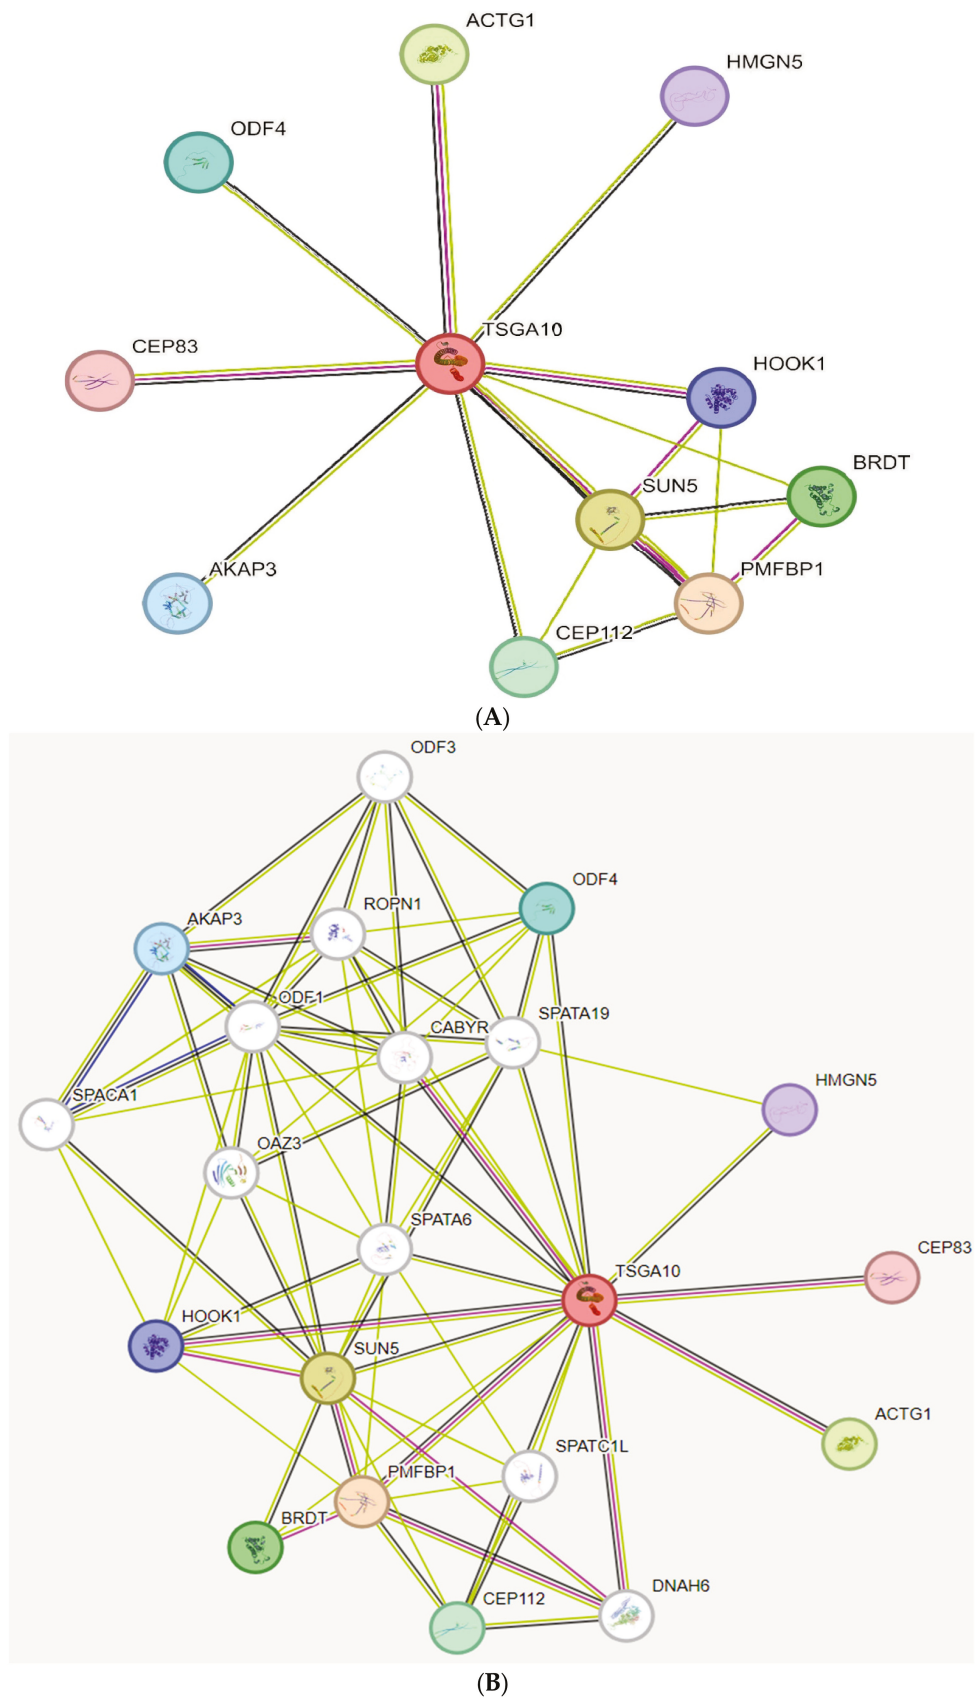 ACTG1
HMGN5
ODF4
TSGA10
CEP83
HOOK1
BRDT
SUN5
AKAP3
PMFBP1
CEP112
(A)
ODF3
ODF4
ROPN1
AKAP3
ODF1
SPATA19
CABYR
HMGN5
SPACA1
OAZ3
SPATA6
CEP83
TSGA10
HOOK1
SUN5
ACTG1
SPATC1L
PMFBP1
BRDT
DNAH6
CEP112
(B)